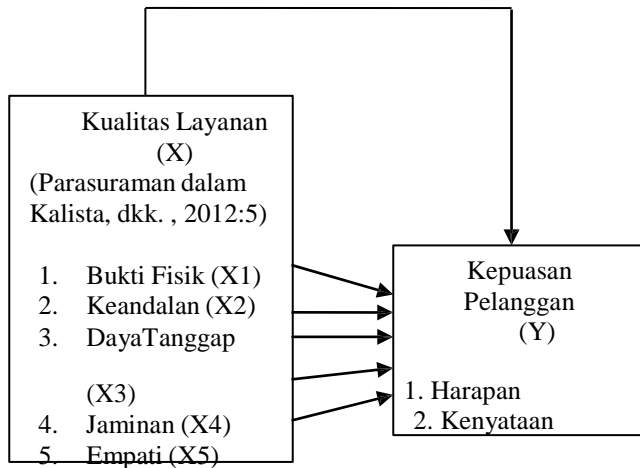 Kualitas Layanan
(X)
(Parasuraman dalam
Kalista, dkk. , 2012:5)
1. Bukti Fisik (X1)
2. Keandalan (X2)
3. DayaTanggap
(X3)
4. Jaminan (X4)
5. Empati (X5)
Kepuasan
Pelanggan
(Y)
1. Harapan
2. Kenyataan